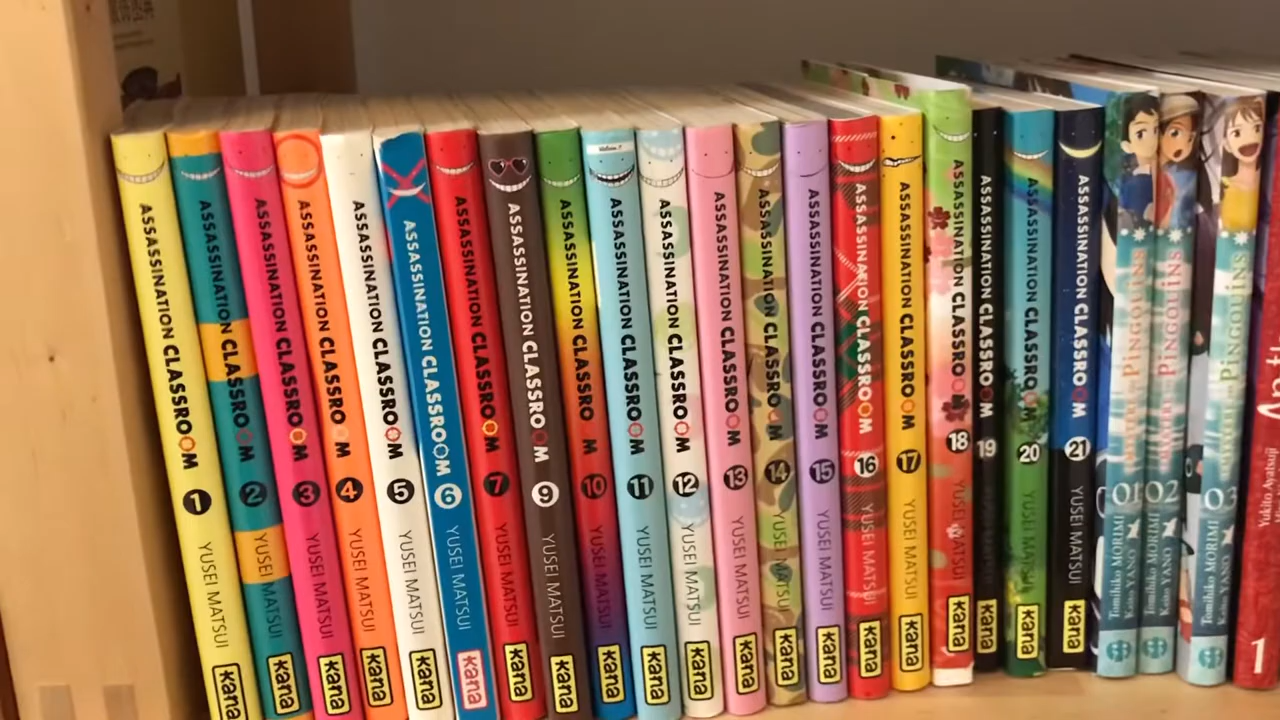 ASSASSINATION CLASSROOM 1 YUSEI MATSUI Kana
ASSASSINATION CLASSROOM 2 YUSEI MATSUI Kana
ASSASSINATION CLASSROOM 3 YUSEI MATSUI Kana
ASSASSINATION CLASSROOM 4 YUSEI MATSUI Kana
ASSASSINATION CLASSROOM 5 YUSEI MATSUI Kana
ASSASSINATION CLASSROOM 6 YUSEI MATSUI Kana
ASSASSINATION CLASSROOM 7 YUSEI MATSUI Kana
ASSASSINATION CLASSROOM 9 YUSEI MATSUI Kana
ASSASSINATION CLASSROOM 10 YUSEI MATSUI Kana
ASSASSINATION CLASSROOM 11 YUSEI MATSUI Kana
ASSASSINATION CLASSROOM 12 YUSEI MATSUI Kana
ASSASSINATION CLASSROOM 13 YUSEI MATSUI Kana
ASSASSINATION CLASSROOM 14 YUSEI MATSUI Kana
ASSASSINATION CLASSROOM 15 YUSEI MATSUI Kana
ASSASSINATION CLASSROOM 16 YUSEI MATSUI Kana
ASSASSINATION CLASSROOM 17 YUSEI MATSUI Kana
ASSASSINATION CLASSROOM 18 YUSEI MATSUI Kana
ASSASSINATION CLASSROOM 19 YUSEI MATSUI Kana
ASSASSINATION CLASSROOM 20 YUSEI MATSUI Kana
ASSASSINATION CLASSROOM 21 YUSEI MATSUI Kana
PiNGOUiNS 01 Tomihiko MORIMI Keito YANO
PiNGOUiNS 02 Tomihiko MORIMI Keito YANO
PiNGOUiNS 03 Tomihiko MORIMI Keito YANO
Yukito Ayatsuji 1